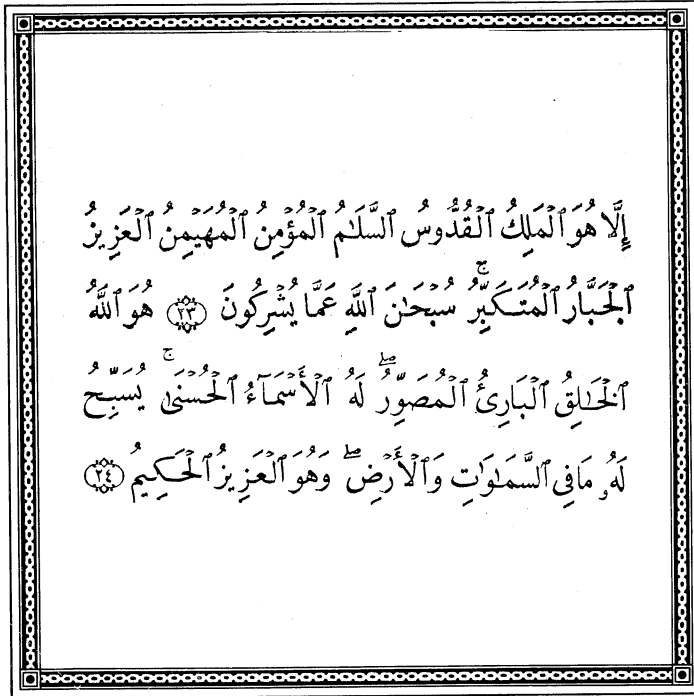 إِلَّا هُوَ ٱلْمَلِكُ ٱلْقُدُّوسُ ٱلسَّلَـٰمُ ٱلْمُؤْمِنُ ٱلْمُهَيْمِنُ ٱلْعَزِيزُ
ٱلْجَبَّارُ ٱلْمُتَكَبِّرُ ۚ سُبْحَـٰنَ ٱللَّهِ عَمَّا يُشْرِكُونَ ٢٣ هُوَ ٱللَّهُ
ٱلْخَـٰلِقُ ٱلْبَارِئُ ٱلْمُصَوِّرُ ۖ لَهُ ٱلْأَسْمَآءُ ٱلْحُسْنَىٰ ۚ يُسَبِّحُ
لَهُۥ مَا فِى ٱلسَّمَـٰوَٰتِ وَٱلْأَرْضِ ۖ وَهُوَ ٱلْعَزِيزُ ٱلْحَكِيمُ ٢٤